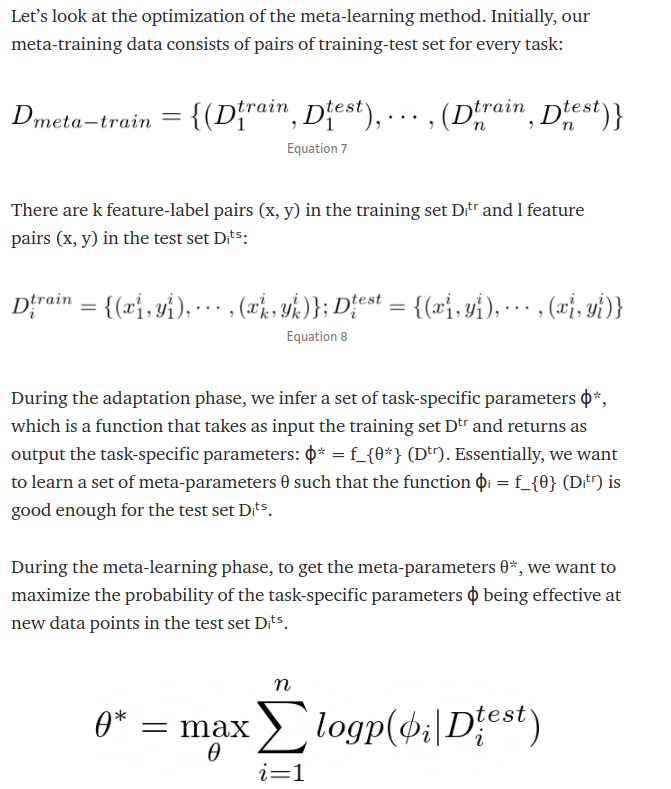 Let's look at the optimization of the meta-learning method. Initially, our
meta-training data consists of pairs of training-test set for every task:
D_{meta-train} = {(D_1^{train}, D_1^{test}), ⋯, (D_n^{train}, D_n^{test})}
Equation 7
There are k feature-label pairs (x, y) in the training set Dᵢᵗʳ and l feature
pairs (x, y) in the test set Dᵢᵗˢ:
D_i^{train} = {(x_1^i, y_1^i), ⋯, (x_k^i, y_k^i)}; D_i^{test} = {(x_1^i, y_1^i), ⋯, (x_l^i, y_l^i)}
Equation 8
During the adaptation phase, we infer a set of task-specific parameters ϕ*,
which is a function that takes as input the training set Dᵗʳ and returns as
output the task-specific parameters: ϕ* = f_{θ*} (Dᵗʳ). Essentially, we want
to learn a set of meta-parameters θ such that the function ϕᵢ = f_{θ} (Dᵢᵗʳ) is
good enough for the test set Dᵢᵗˢ.
During the meta-learning phase, to get the meta-parameters θ*, we want to
maximize the probability of the task-specific parameters ϕ being effective at
new data points in the test set Dᵢᵗˢ.
θ* = max_θ ∑_{i=1}^{n} logp(ϕ_i|D_i^{test})